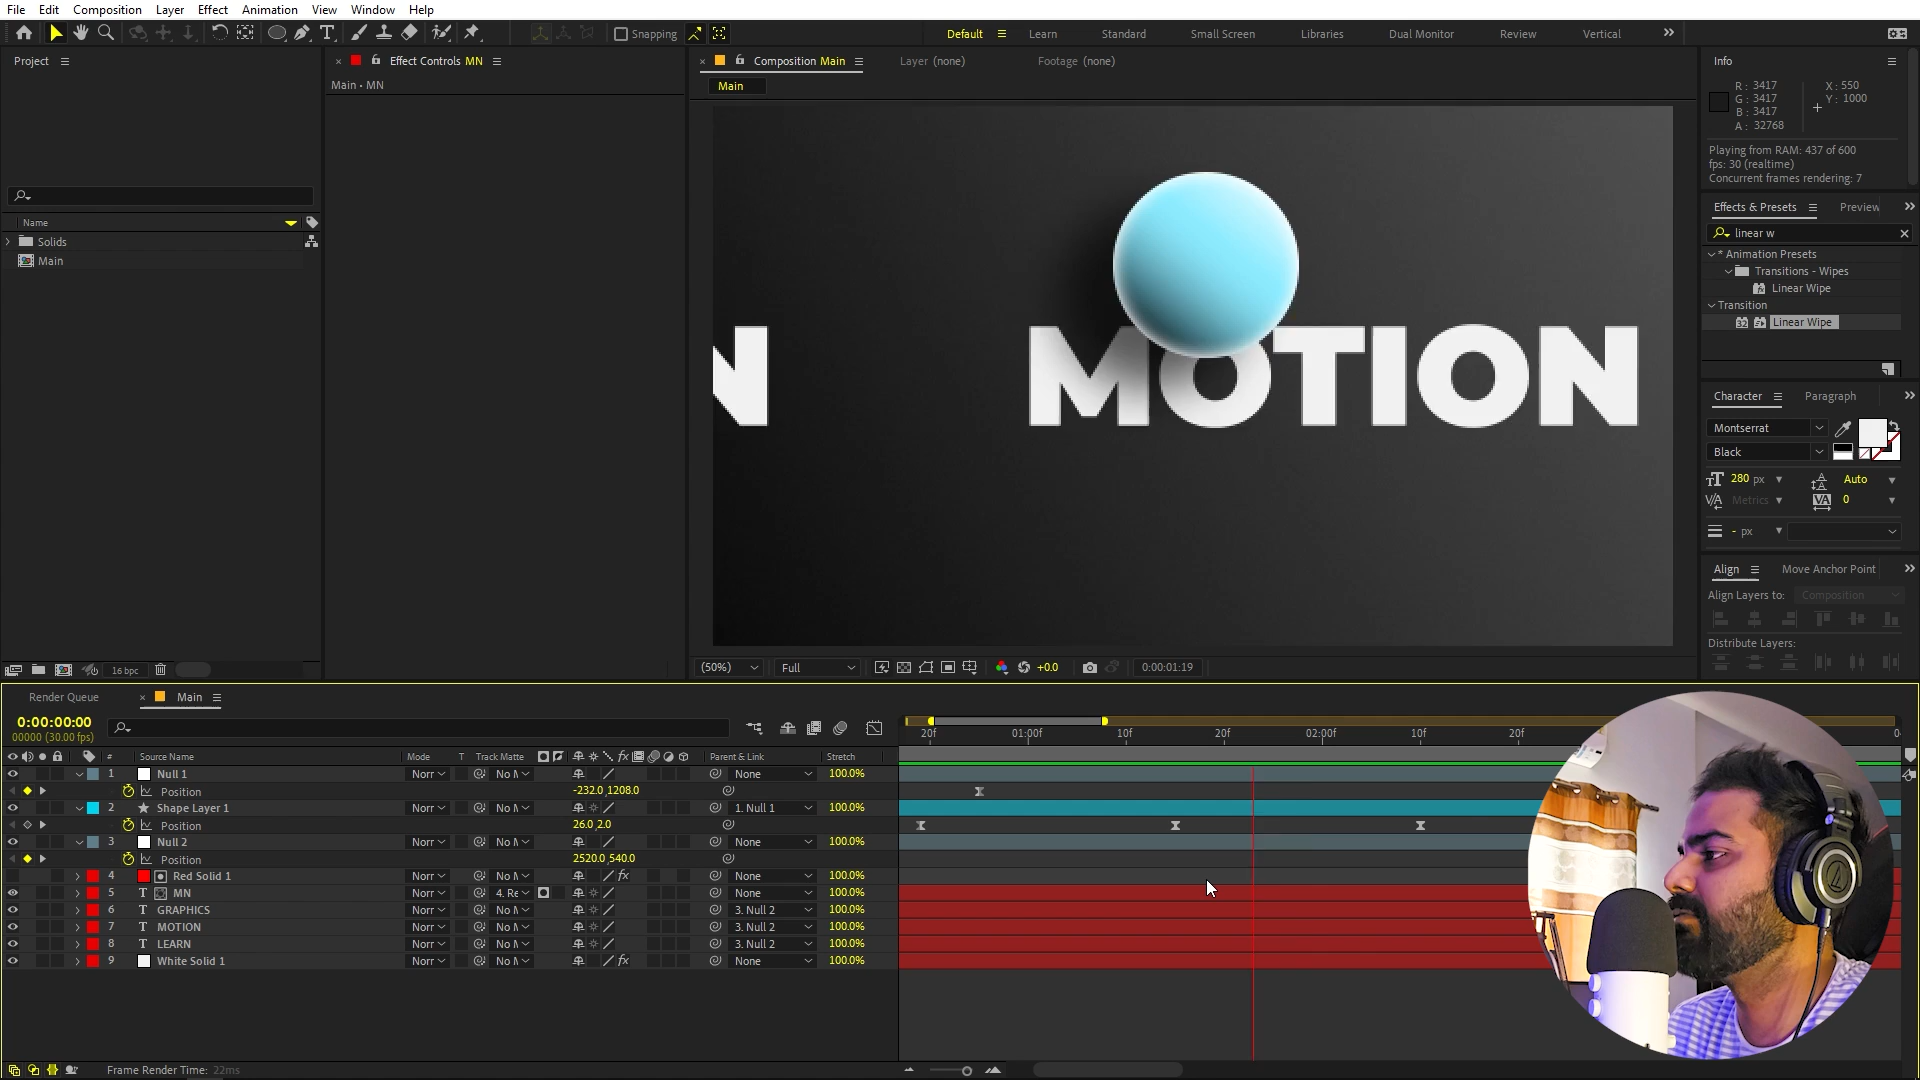 File Edit Composition Layer Effect Animation View Window Help
Snapping Default Learn Standard Small Screen Libraries Dual Monitor Review Vertical
Project
Effect Controls MN
Composition Main
Layer (none)
Footage (none)
Info
Main • MN
Main
R : 3417
G : 3417
B : 3417
A : 32768
X : 550
Y : 1000
Playing from RAM: 437 of 600
fps: 30 (realtime)
Concurrent frames rendering: 7
Effects & Presets Preview
linear w
Name
Solids
Main
* Animation Presets
Transitions - Wipes
Linear Wipe
Transition
Linear Wipe
N MOTION
Character Paragraph
Montserrat
Black
280 px Auto
Metrics 0
- px
Align Move Anchor Point
Align Layers to: Composition
Distribute Layers:
16 bpc
(50%) Full +0.0 0:00:01:19
Render Queue Main
0:00:00:00
00000 (30.00 fps)
20f 01:00f 10f 20f 02:00f 10f 20f
# Source Name Mode T Track Matte fx Parent & Link Stretch
1 Null 1 Norr No M None 100.0%
Position -232.0,1208.0
2 Shape Layer 1 Norr No M 1. Null 1 100.0%
Position 26.0,2.0
3 Null 2 Norr No M None 100.0%
Position 2520.0,540.0
4 Red Solid 1 Norr No M fx None 100.0%
5 T MN Norr 4. Re None 100.0%
6 T GRAPHICS Norr No M 3. Null 2 100.0%
7 T MOTION Norr No M 3. Null 2 100.0%
8 T LEARN Norr No M 3. Null 2 100.0%
9 White Solid 1 Norr No M fx None 100.0%
Frame Render Time: 22ms